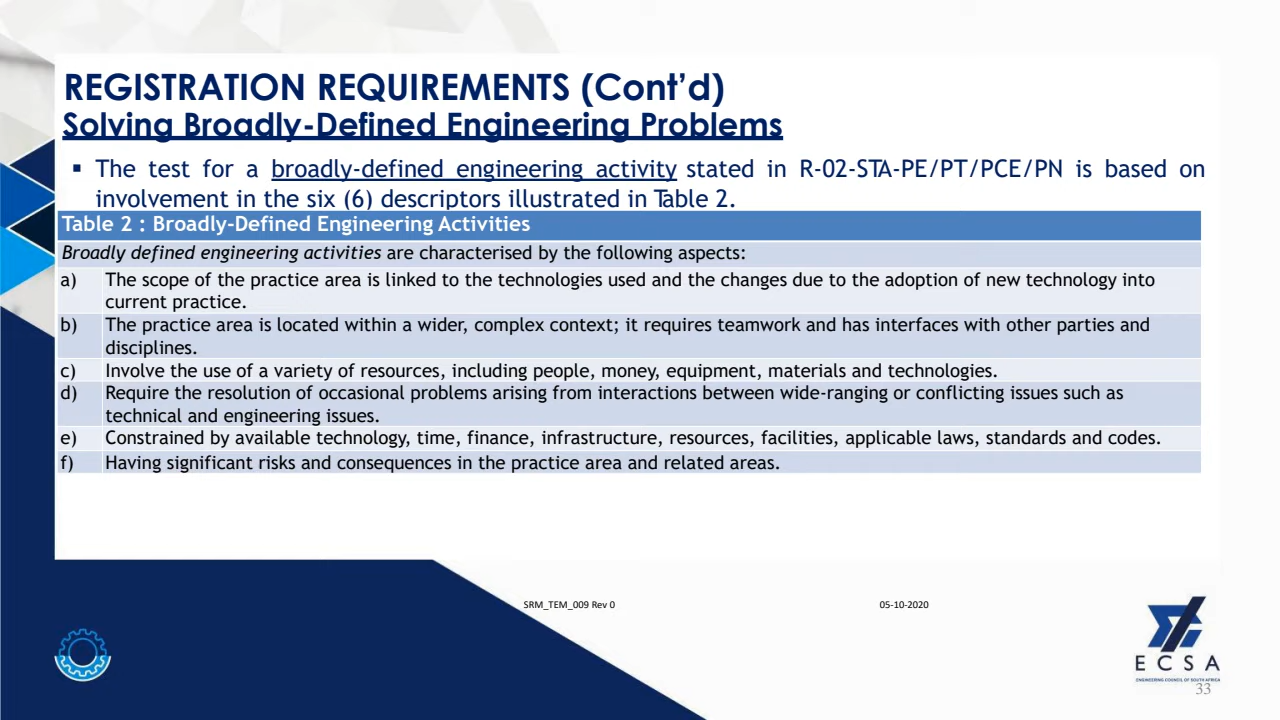 REGISTRATION REQUIREMENTS (Cont’d)
Solving Broadly-Defined Engineering Problems
▪ The test for a broadly-defined engineering activity stated in R-02-STA-PE/PT/PCE/PN is based on
involvement in the six (6) descriptors illustrated in Table 2.
Table 2 : Broadly-Defined Engineering Activities
Broadly defined engineering activities are characterised by the following aspects:
a) The scope of the practice area is linked to the technologies used and the changes due to the adoption of new technology into
current practice.
b) The practice area is located within a wider, complex context; it requires teamwork and has interfaces with other parties and
disciplines.
c) Involve the use of a variety of resources, including people, money, equipment, materials and technologies.
d) Require the resolution of occasional problems arising from interactions between wide-ranging or conflicting issues such as
technical and engineering issues.
e) Constrained by available technology, time, finance, infrastructure, resources, facilities, applicable laws, standards and codes.
f) Having significant risks and consequences in the practice area and related areas.
SRM_TEM_009 Rev 0
05-10-2020
ECSA
ENGINEERING COUNCIL OF SOUTH AFRICA
33